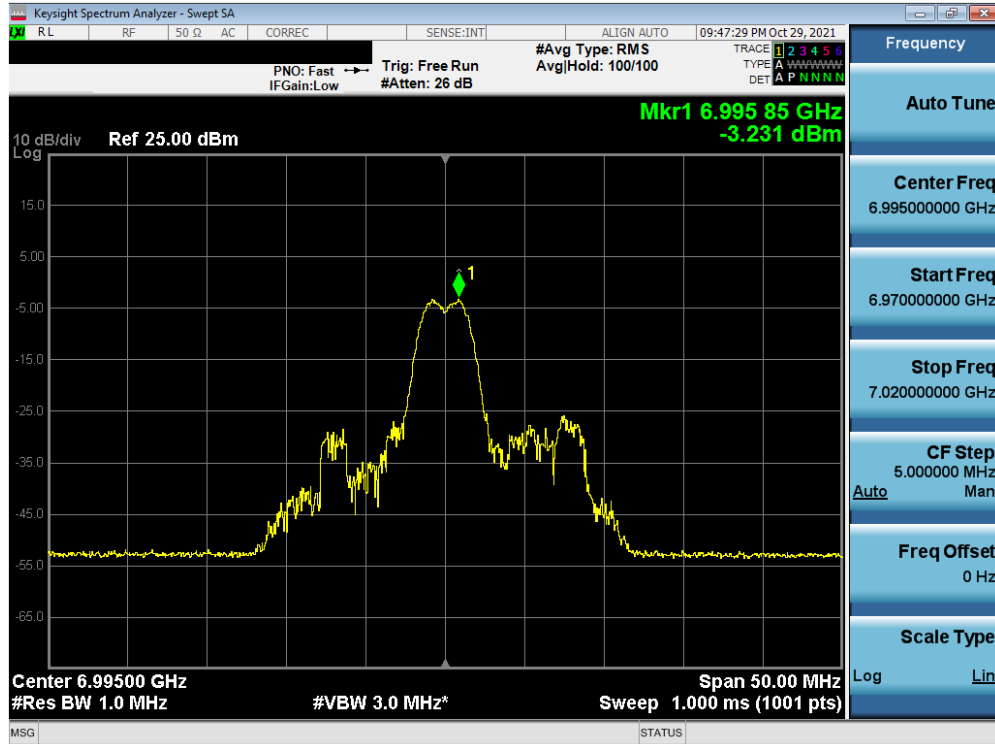 Keysight Spectrum Analyzer - Swept SA
LXI RL RF 50 Ω AC CORREC SENSE:INT ALIGN AUTO 09:47:29 PM Oct 29, 2021
PNO: Fast
IFGain:Low
Trig: Free Run
#Atten: 26 dB
#Avg Type: RMS
Avg|Hold: 100/100
TRACE 1 2 3 4 5 6
TYPE A WWWWW
DET A P N N N N
Mkr1 6.995 85 GHz
-3.231 dBm
10 dB/div Ref 25.00 dBm
Log
15.0
5.00
-5.00
-15.0
-25.0
-35.0
-45.0
-55.0
-65.0
1
Center 6.99500 GHz Span 50.00 MHz
#Res BW 1.0 MHz #VBW 3.0 MHz* Sweep 1.000 ms (1001 pts)
MSG STATUS
Frequency
Auto Tune
Center Freq
6.995000000 GHz
Start Freq
6.970000000 GHz
Stop Freq
7.020000000 GHz
CF Step
5.000000 MHz
Auto Man
Freq Offset
0 Hz
Scale Type
Log Lin